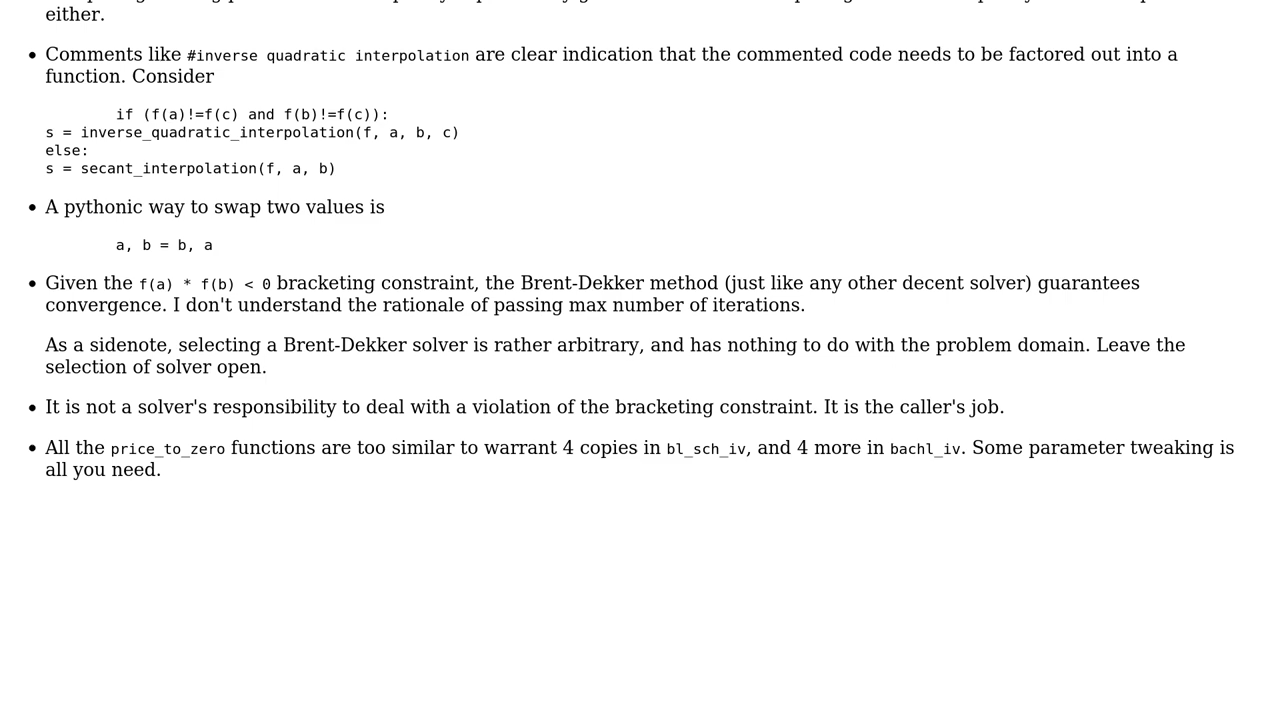 either.
• Comments like #inverse quadratic interpolation are clear indication that the commented code needs to be factored out into a
function. Consider
if (f(a)!=f(c) and f(b)!=f(c)):
s = inverse_quadratic_interpolation(f, a, b, c)
else:
s = secant_interpolation(f, a, b)
• A pythonic way to swap two values is
a, b = b, a
• Given the f(a) * f(b) < 0 bracketing constraint, the Brent-Dekker method (just like any other decent solver) guarantees
convergence. I don't understand the rationale of passing max number of iterations.
As a sidenote, selecting a Brent-Dekker solver is rather arbitrary, and has nothing to do with the problem domain. Leave the
selection of solver open.
• It is not a solver's responsibility to deal with a violation of the bracketing constraint. It is the caller's job.
• All the price_to_zero functions are too similar to warrant 4 copies in bl_sch_iv, and 4 more in bachl_iv. Some parameter tweaking is
all you need.